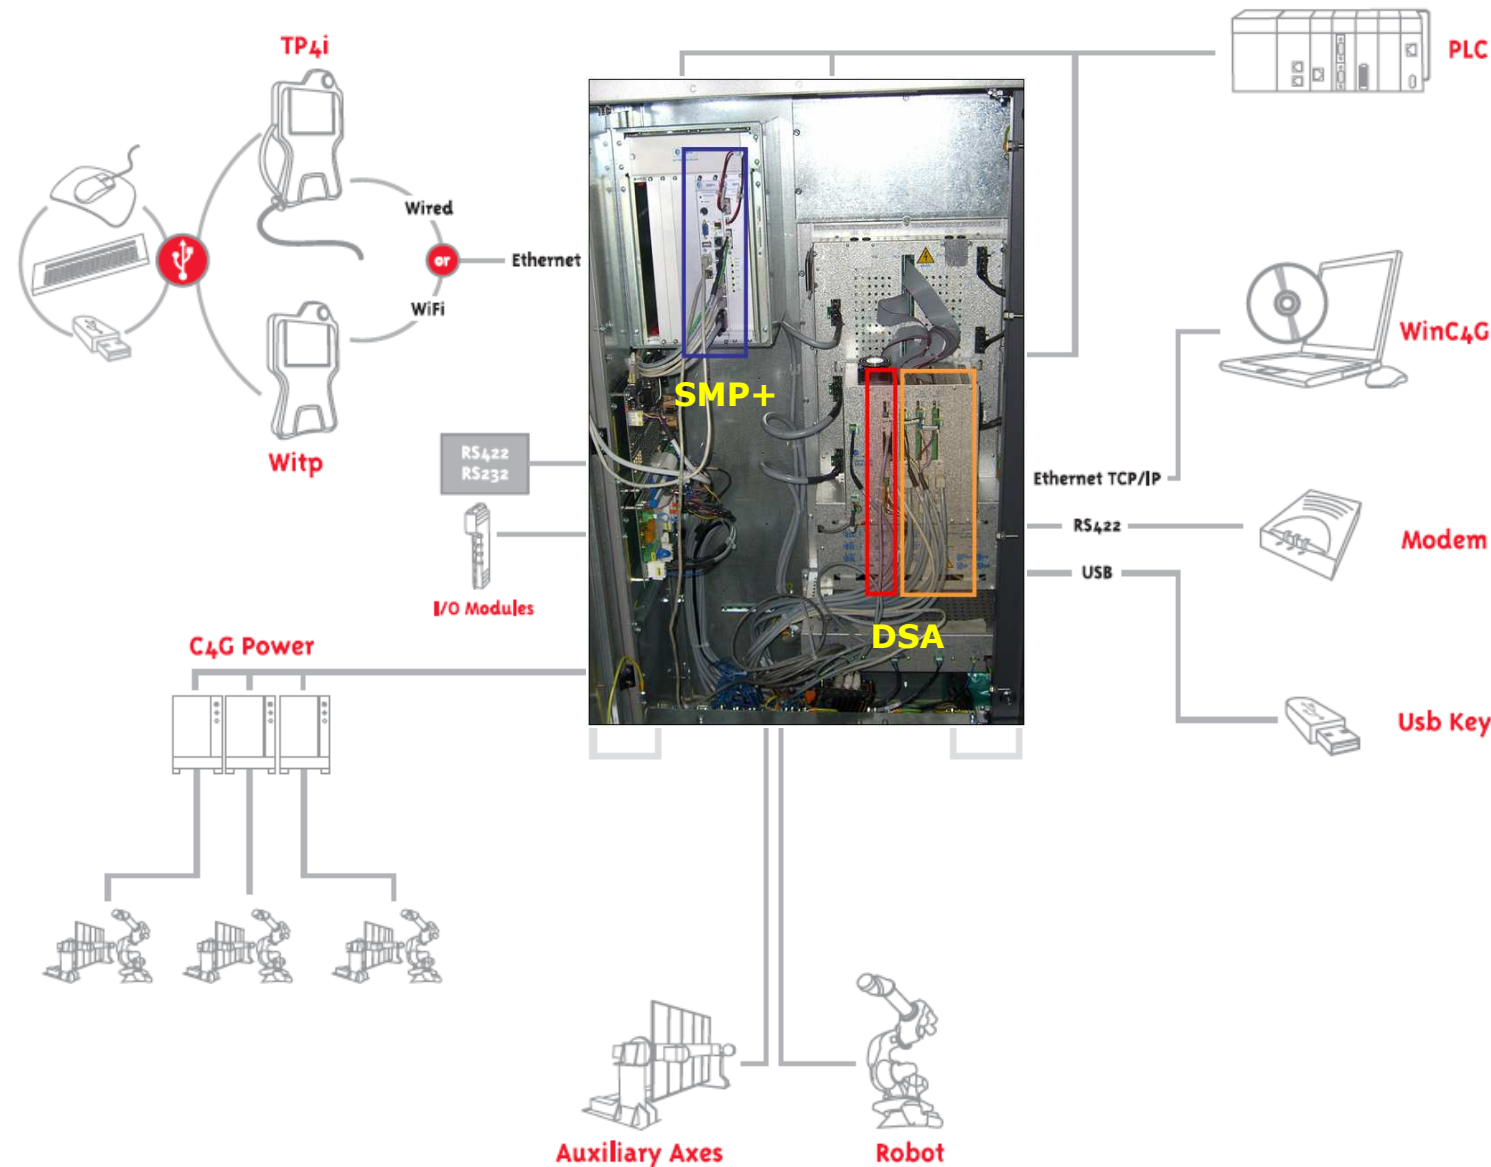 TP4i
PLC
Wired
or
Ethernet
WiFi
WinC4G
SMP+
Witp
RS422
RS232
Ethernet TCP/IP
RS422
Modem
USB
I/O Modules
DSA
C4G Power
Usb Key
Auxiliary Axes
Robot